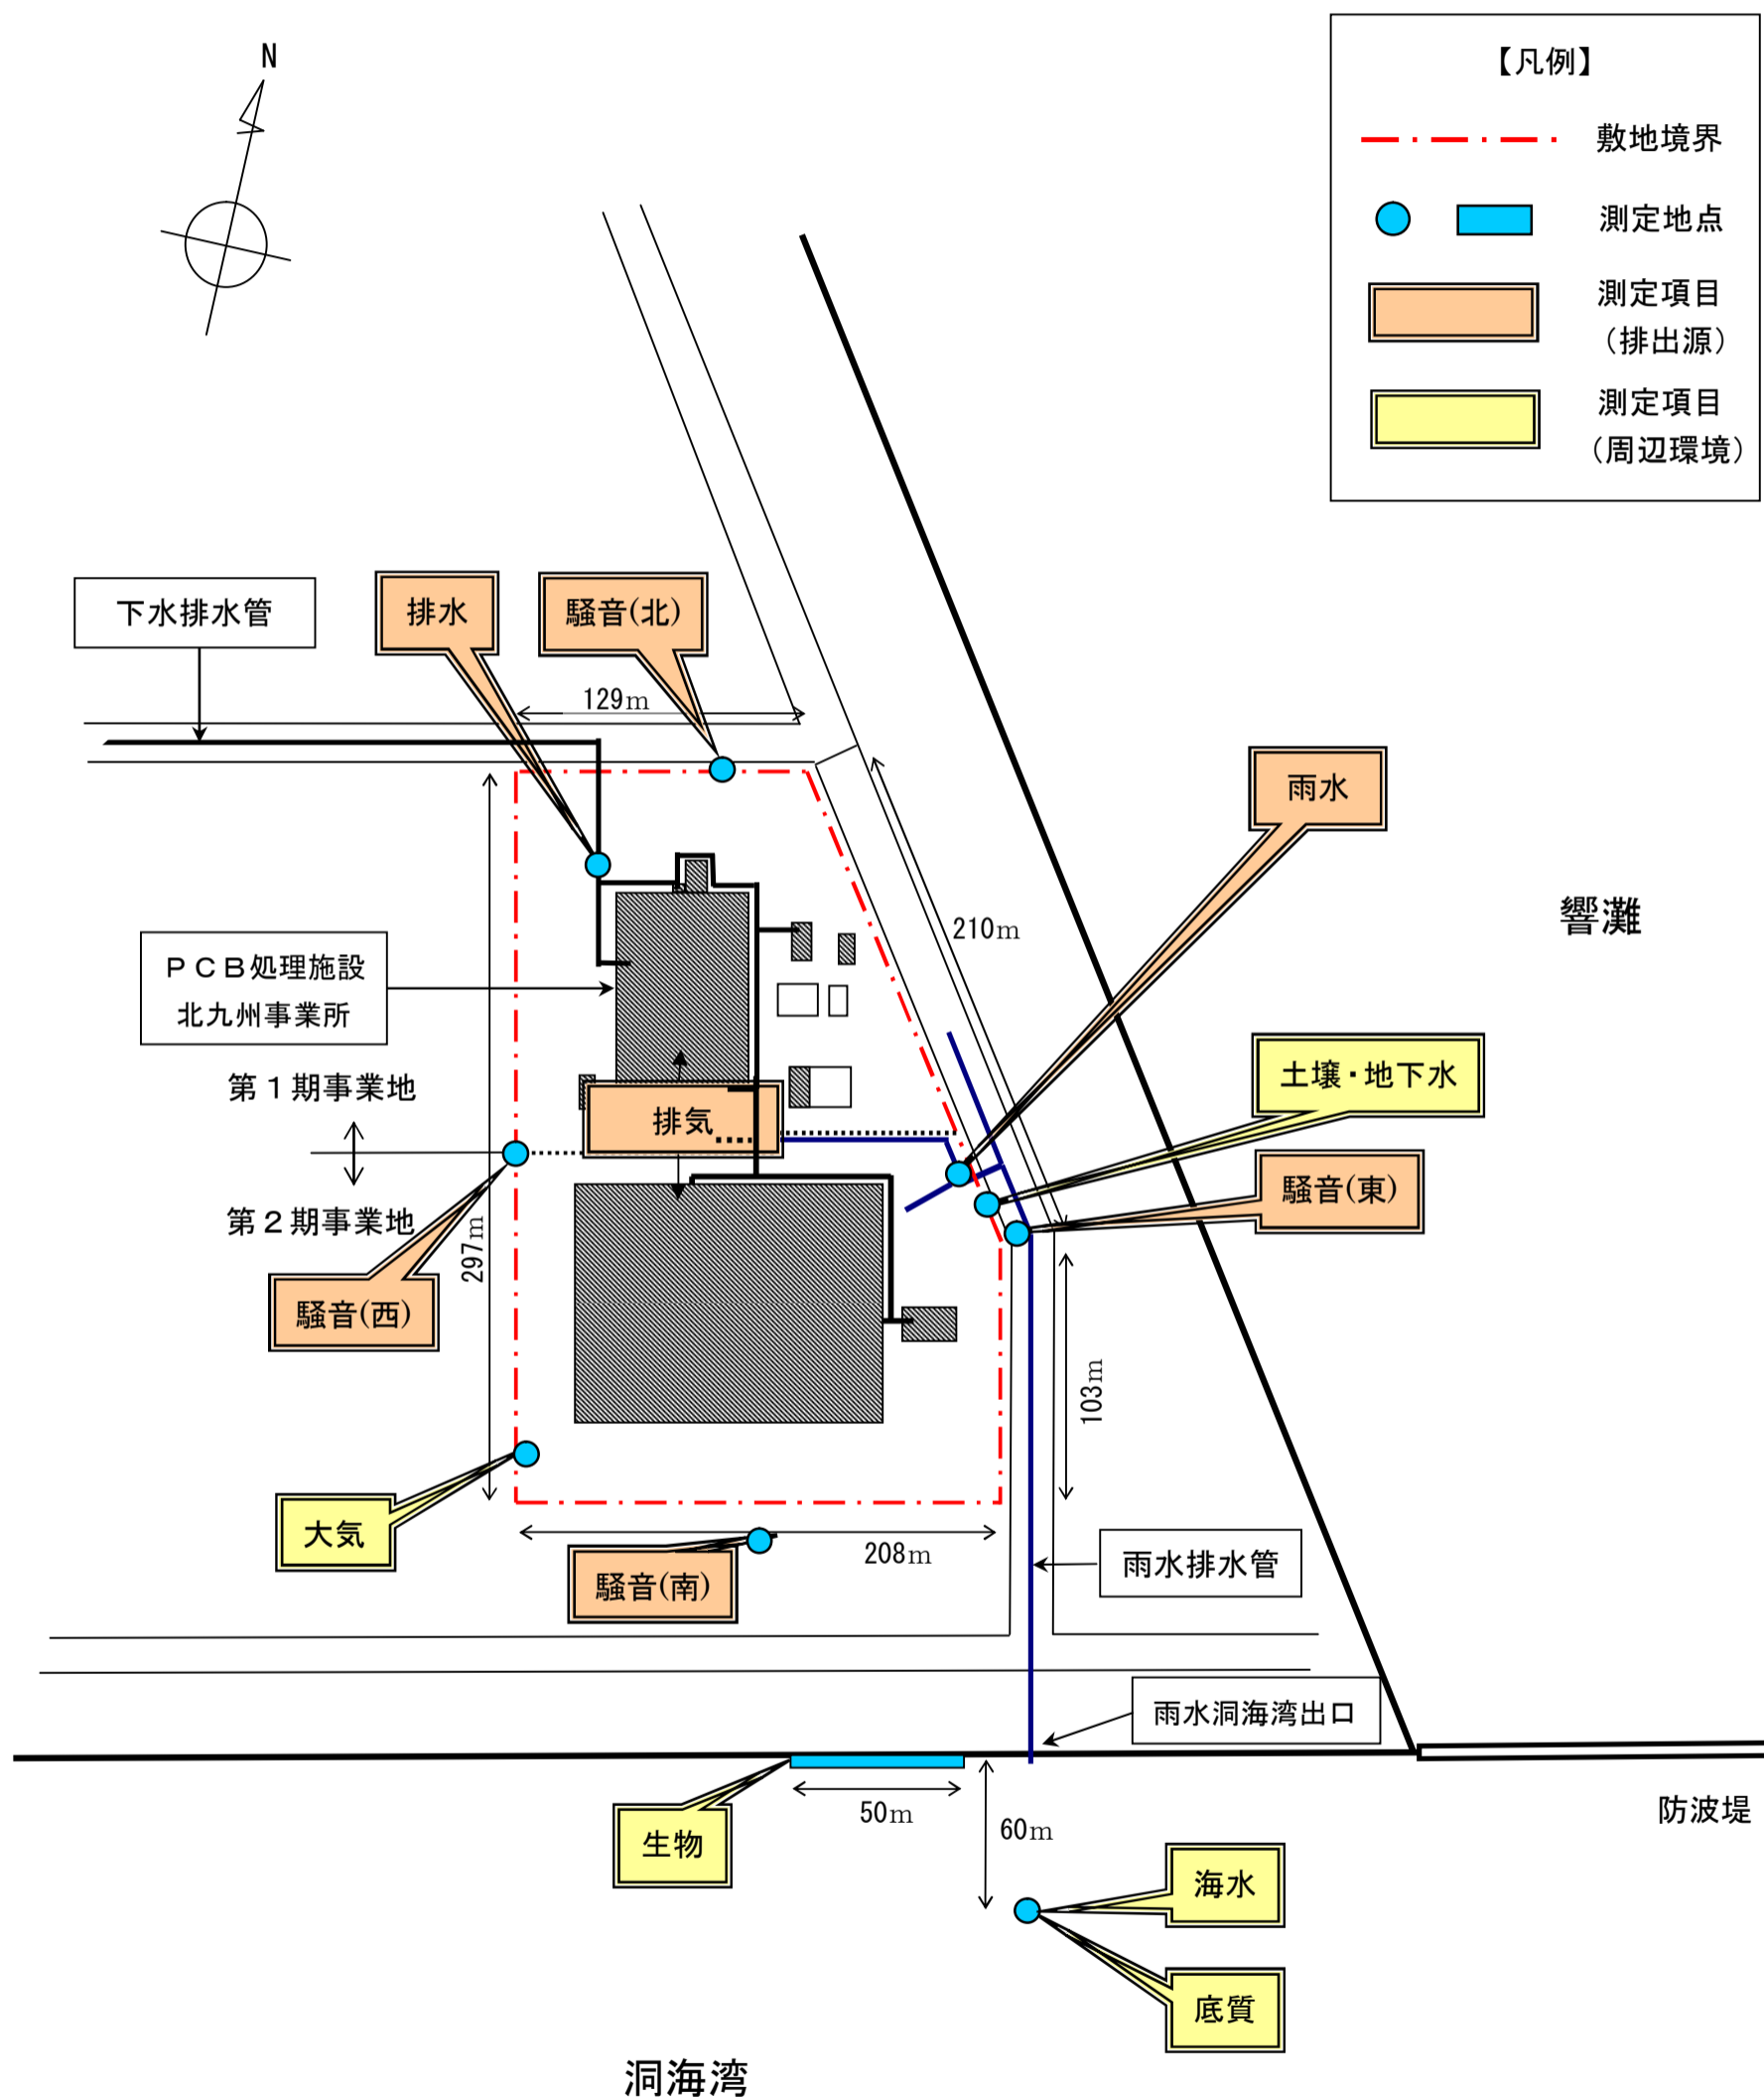 N
【凡例】
敷地境界
測定地点
測定項目
（排出源）
測定項目
（周辺環境）
下水排水管
排水
騒音(北)
129m
雨水
210m
響灘
ＰＣＢ処理施設
北九州事業所
土壌・地下水
第１期事業地
排気
騒音(東)
第２期事業地
297m
騒音(西)
103m
大気
騒音(南)
208m
雨水排水管
雨水洞海湾出口
50m
60m
防波堤
生物
海水
底質
洞海湾